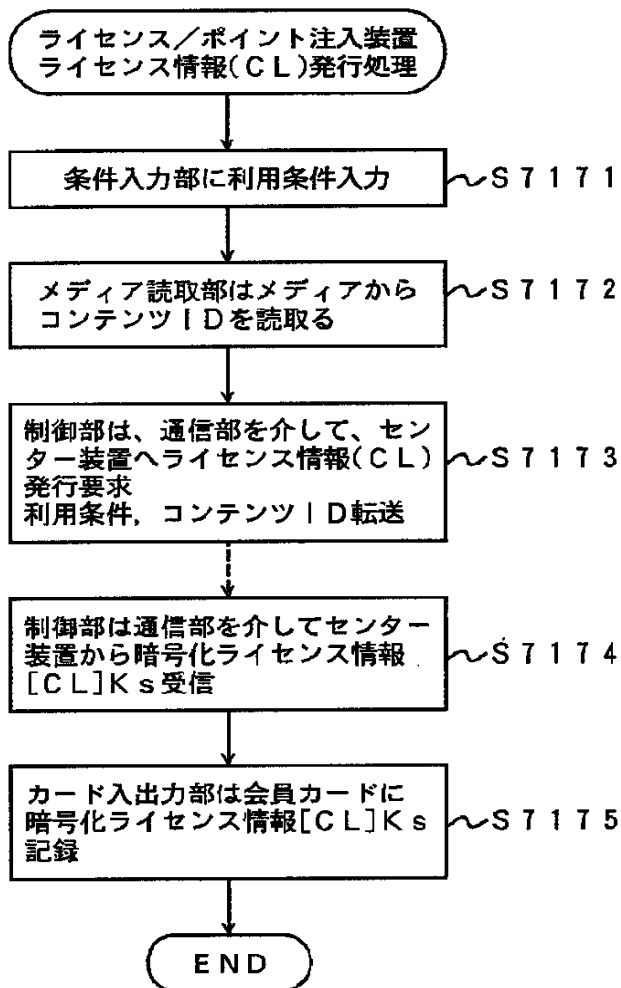 ライセンス／ポイント注入装置
ライセンス情報(ＣＬ)発行処理
条件入力部に利用条件入力
Ｓ７１７１
メディア読取部はメディアから
コンテンツＩＤを読取る
Ｓ７１７２
制御部は、通信部を介して、セン
ター装置へライセンス情報(ＣＬ)
発行要求
利用条件，コンテンツＩＤ転送
Ｓ７１７３
制御部は通信部を介してセンター
装置から暗号化ライセンス情報
[ＣＬ]Ｋｓ受信
Ｓ７１７４
カード入出力部は会員カードに
暗号化ライセンス情報[ＣＬ]Ｋｓ
記録
Ｓ７１７５
ＥＮＤ